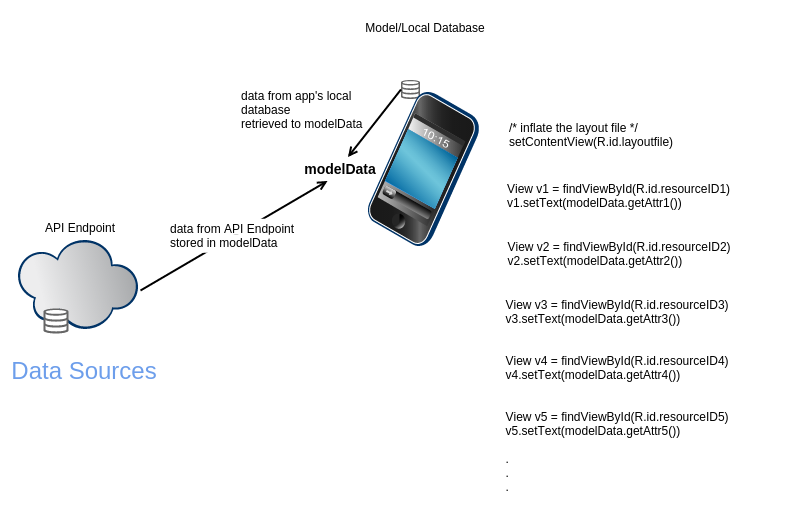 Model/Local Database
data from app's local
database
retrieved to modelData
10:15
modelData
API Endpoint
data from API Endpoint
stored in modelData
Data Sources
/* inflate the layout file */
setContentView(R.id.layoutfile)
View v1 = findViewById(R.id.resourceID1)
v1.setText(modelData.getAttr1())
View v2 = findViewById(R.id.resourceID2)
v2.setText(modelData.getAttr2())
View v3 = findViewById(R.id.resourceID3)
v3.setText(modelData.getAttr3())
View v4 = findViewById(R.id.resourceID4)
v4.setText(modelData.getAttr4())
View v5 = findViewById(R.id.resourceID5)
v5.setText(modelData.getAttr5())
.
.
.